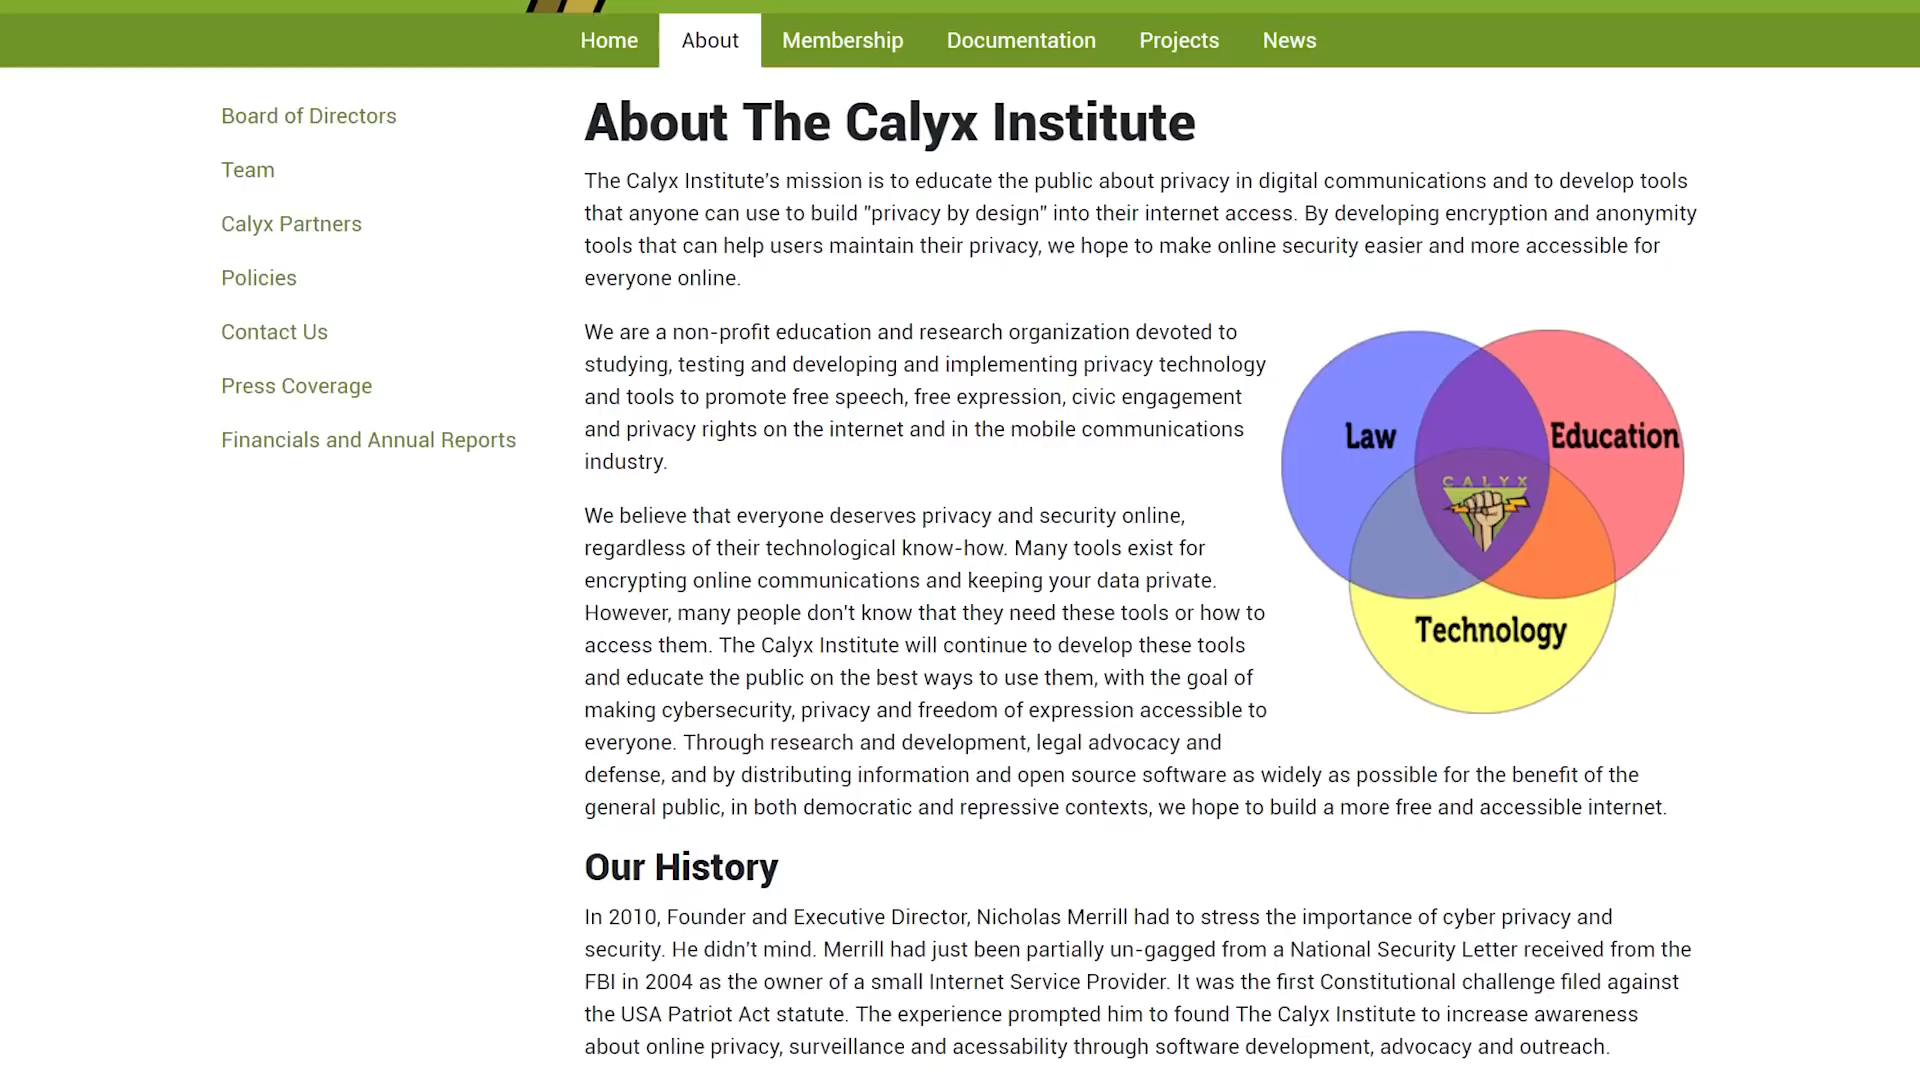 Home
About
Membership
Documentation
Projects
News
Board of Directors
Team
Calyx Partners
Policies
Contact Us
Press Coverage
Financials and Annual Reports
About The Calyx Institute
The Calyx Institute's mission is to educate the public about privacy in digital communications and to develop tools
that anyone can use to build "privacy by design" into their internet access. By developing encryption and anonymity
tools that can help users maintain their privacy, we hope to make online security easier and more accessible for
everyone online.
We are a non-profit education and research organization devoted to
studying, testing and developing and implementing privacy technology
and tools to promote free speech, free expression, civic engagement
and privacy rights on the internet and in the mobile communications
industry.
We believe that everyone deserves privacy and security online,
regardless of their technological know-how. Many tools exist for
encrypting online communications and keeping your data private.
However, many people don't know that they need these tools or how to
access them. The Calyx Institute will continue to develop these tools
and educate the public on the best ways to use them, with the goal of
making cybersecurity, privacy and freedom of expression accessible to
everyone. Through research and development, legal advocacy and
defense, and by distributing information and open source software as widely as possible for the benefit of the
general public, in both democratic and repressive contexts, we hope to build a more free and accessible internet.
Law
Education
CALYX
Technology
Our History
In 2010, Founder and Executive Director, Nicholas Merrill had to stress the importance of cyber privacy and
security. He didn't mind. Merrill had just been partially un-gagged from a National Security Letter received from the
FBI in 2004 as the owner of a small Internet Service Provider. It was the first Constitutional challenge filed against
the USA Patriot Act statute. The experience prompted him to found The Calyx Institute to increase awareness
about online privacy, surveillance and acessability through software development, advocacy and outreach.